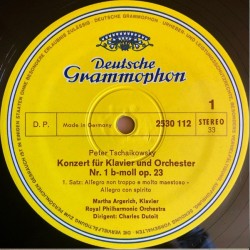 Deutsche
Grammophon
D. P.
Made in Germany
2530 112
1
STEREO
33
Peter Tschaikowsky
Konzert für Klavier und Orchester
Nr. 1 b-moll op. 23
1. Satz: Allegro non troppo e molto maestoso -
Allegro con spirito
Martha Argerich, Klavier
Royal Philharmonic Orchestra
Dirigent: Charles Dutoit